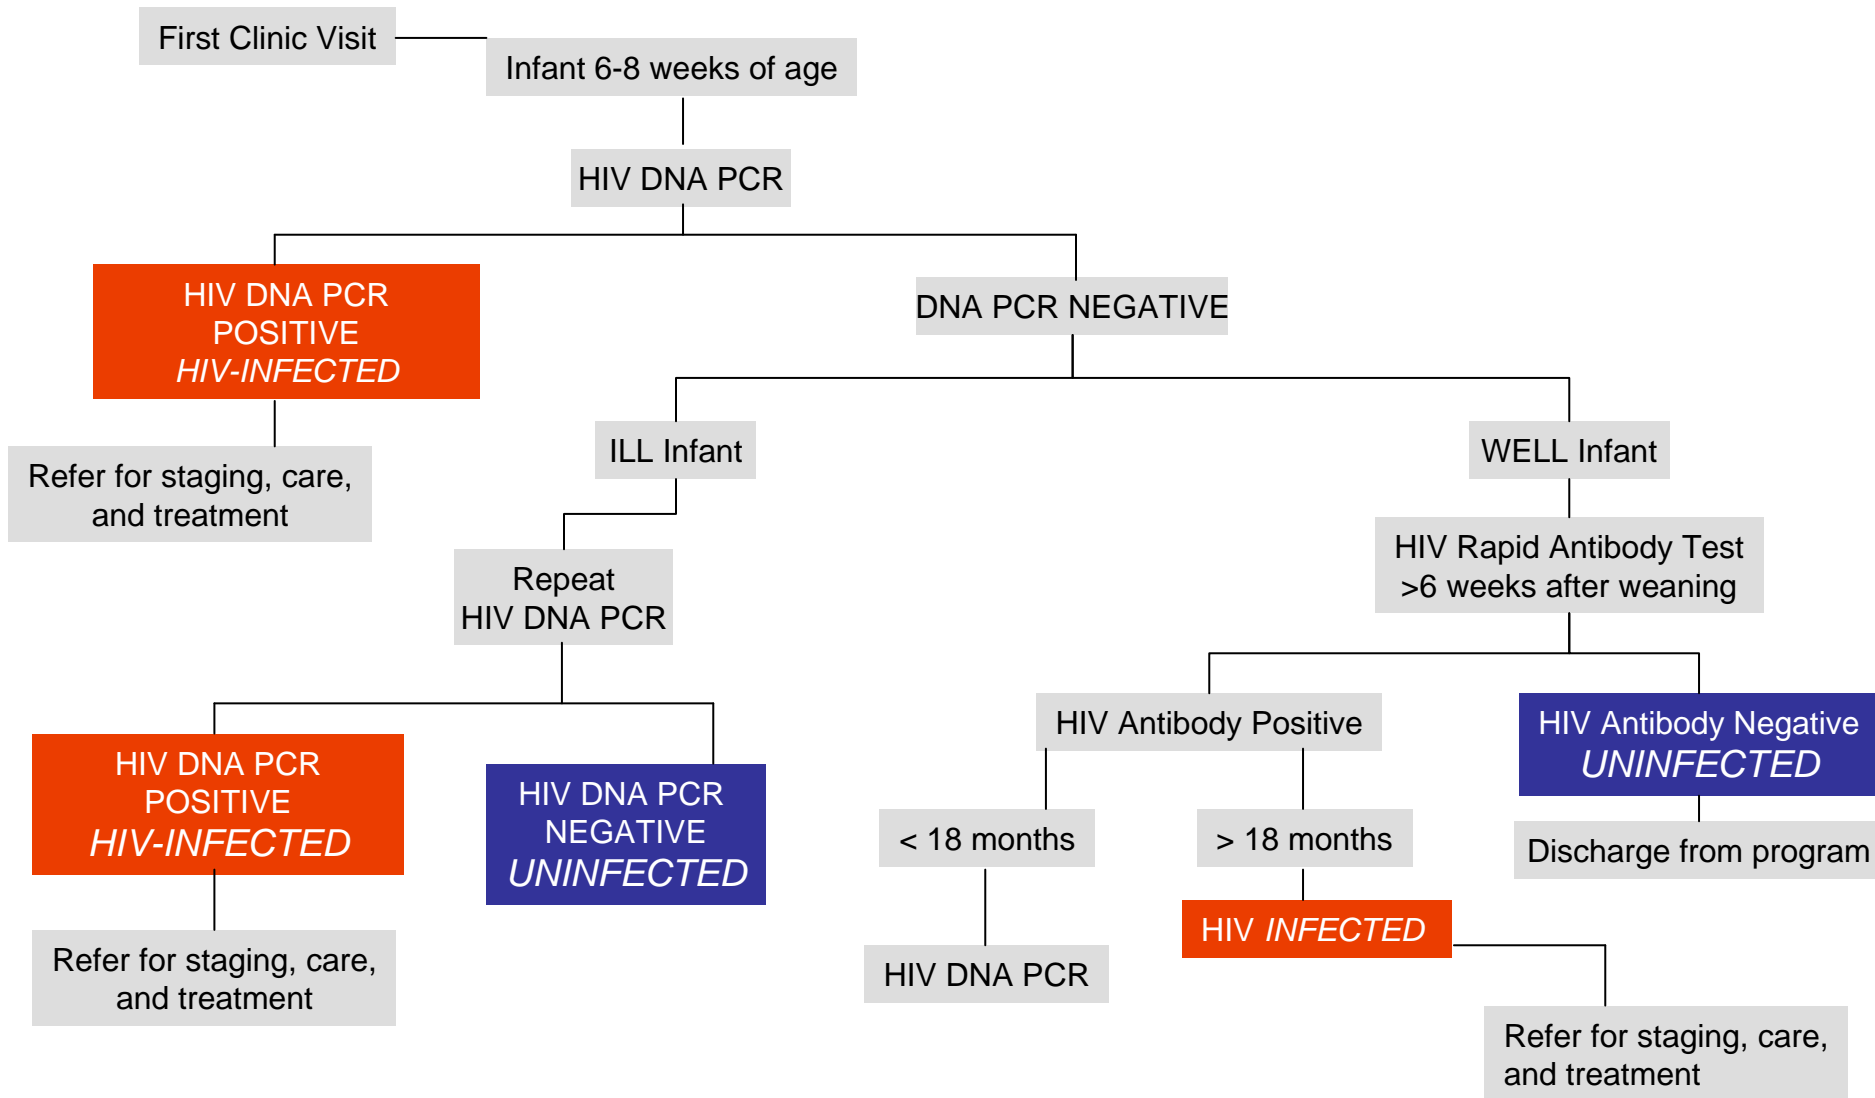 First Clinic Visit
Infant 6-8 weeks of age
HIV DNA PCR
HIV DNA PCR
POSITIVE
HIV-INFECTED
DNA PCR NEGATIVE
Refer for staging, care,
and treatment
ILL Infant
WELL Infant
Repeat
HIV DNA PCR
HIV Rapid Antibody Test
>6 weeks after weaning
HIV DNA PCR
POSITIVE
HIV-INFECTED
HIV DNA PCR
NEGATIVE
UNINFECTED
HIV Antibody Positive
HIV Antibody Negative
UNINFECTED
< 18 months
> 18 months
Discharge from program
Refer for staging, care,
and treatment
HIV DNA PCR
HIV INFECTED
Refer for staging, care,
and treatment